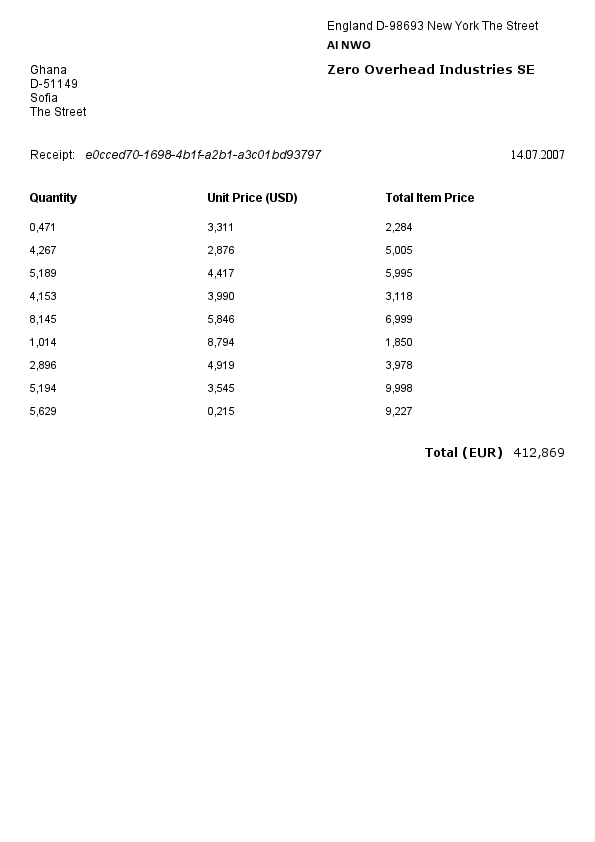 England D-98693 New York The Street
AI NWO
Zero Overhead Industries SE
Ghana
D-51149
Sofia
The Street
Receipt: e0cced70-1698-4b1f-a2b1-a3c01bd93797 14.07.2007
Quantity Unit Price (USD) Total Item Price
0,471 3,311 2,284
4,267 2,876 5,005
5,189 4,417 5,995
4,153 3,990 3,118
8,145 5,846 6,999
1,014 8,794 1,850
2,896 4,919 3,978
5,194 3,545 9,998
5,629 0,215 9,227
Total (EUR) 412,869